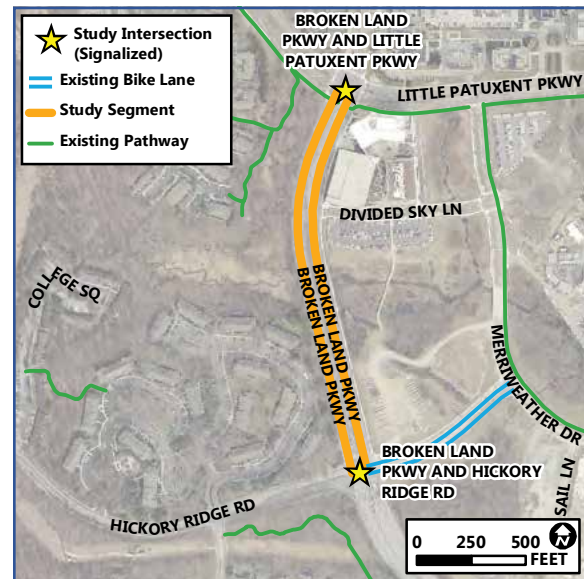 Study Intersection
(Signalized)
Existing Bike Lane
Study Segment
Existing Pathway
BROKEN LAND
PKWY AND LITTLE
PATUXENT PKWY
LITTLE PATUXENT PKWY
DIVIDED SKY LN
COLLEGE SQ
BROKEN LAND PKWY
BROKEN LAND PKWY
MERRIWEATHER DR
BROKEN LAND
PKWY AND HICKORY
RIDGE RD
HICKORY RIDGE RD
SAIL LN
N
0 250 500
FEET